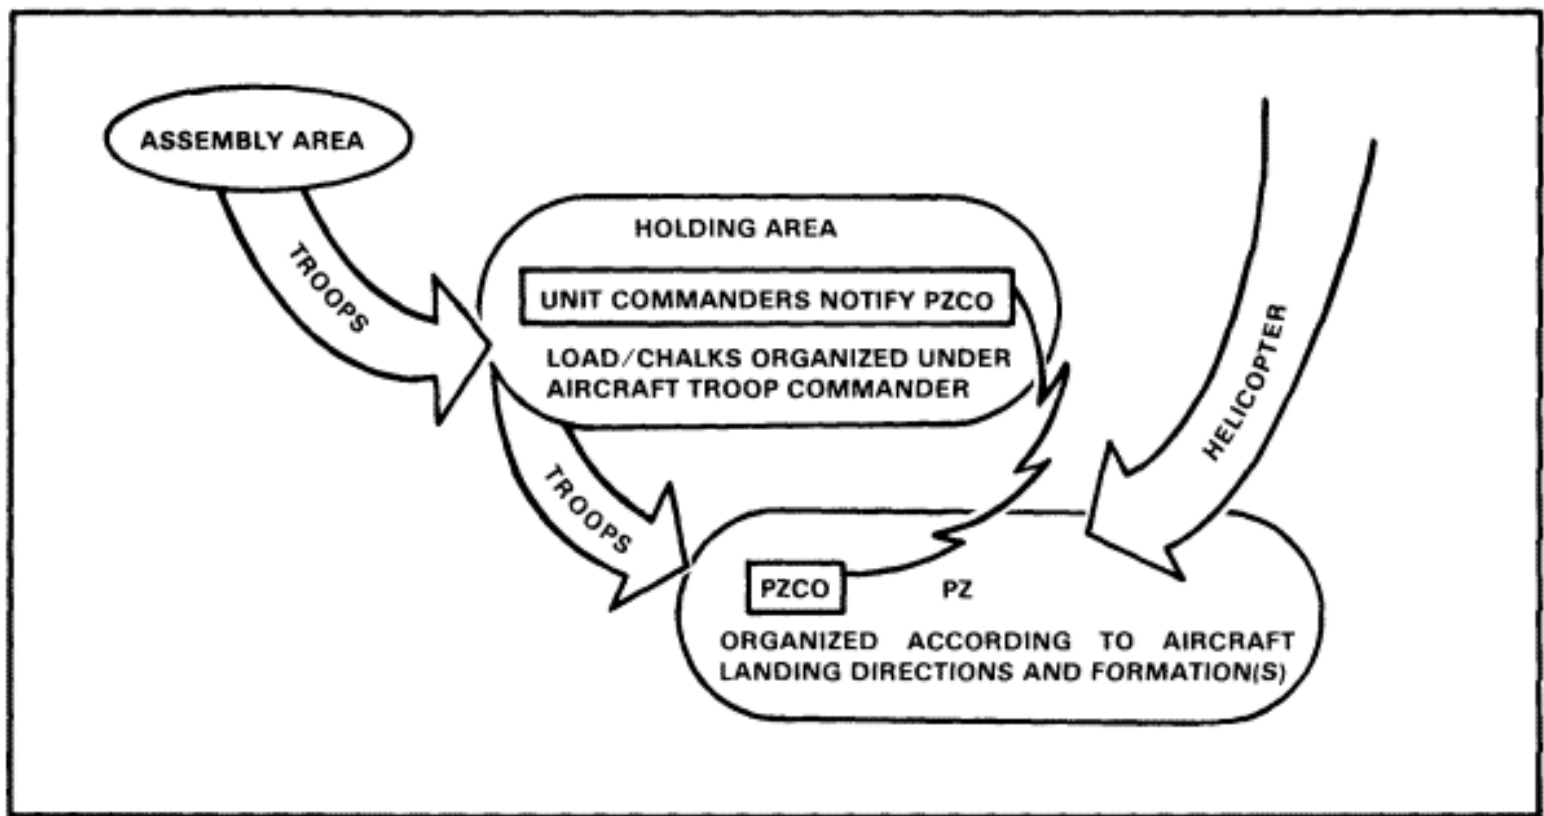 ASSEMBLY AREA
TROOPS
HOLDING AREA
UNIT COMMANDERS NOTIFY PZCO
LOAD/CHALKS ORGANIZED UNDER
AIRCRAFT TROOP COMMANDER
HELICOPTER
TROOPS
PZCO
PZ
ORGANIZED ACCORDING TO AIRCRAFT
LANDING DIRECTIONS AND FORMATION(S)